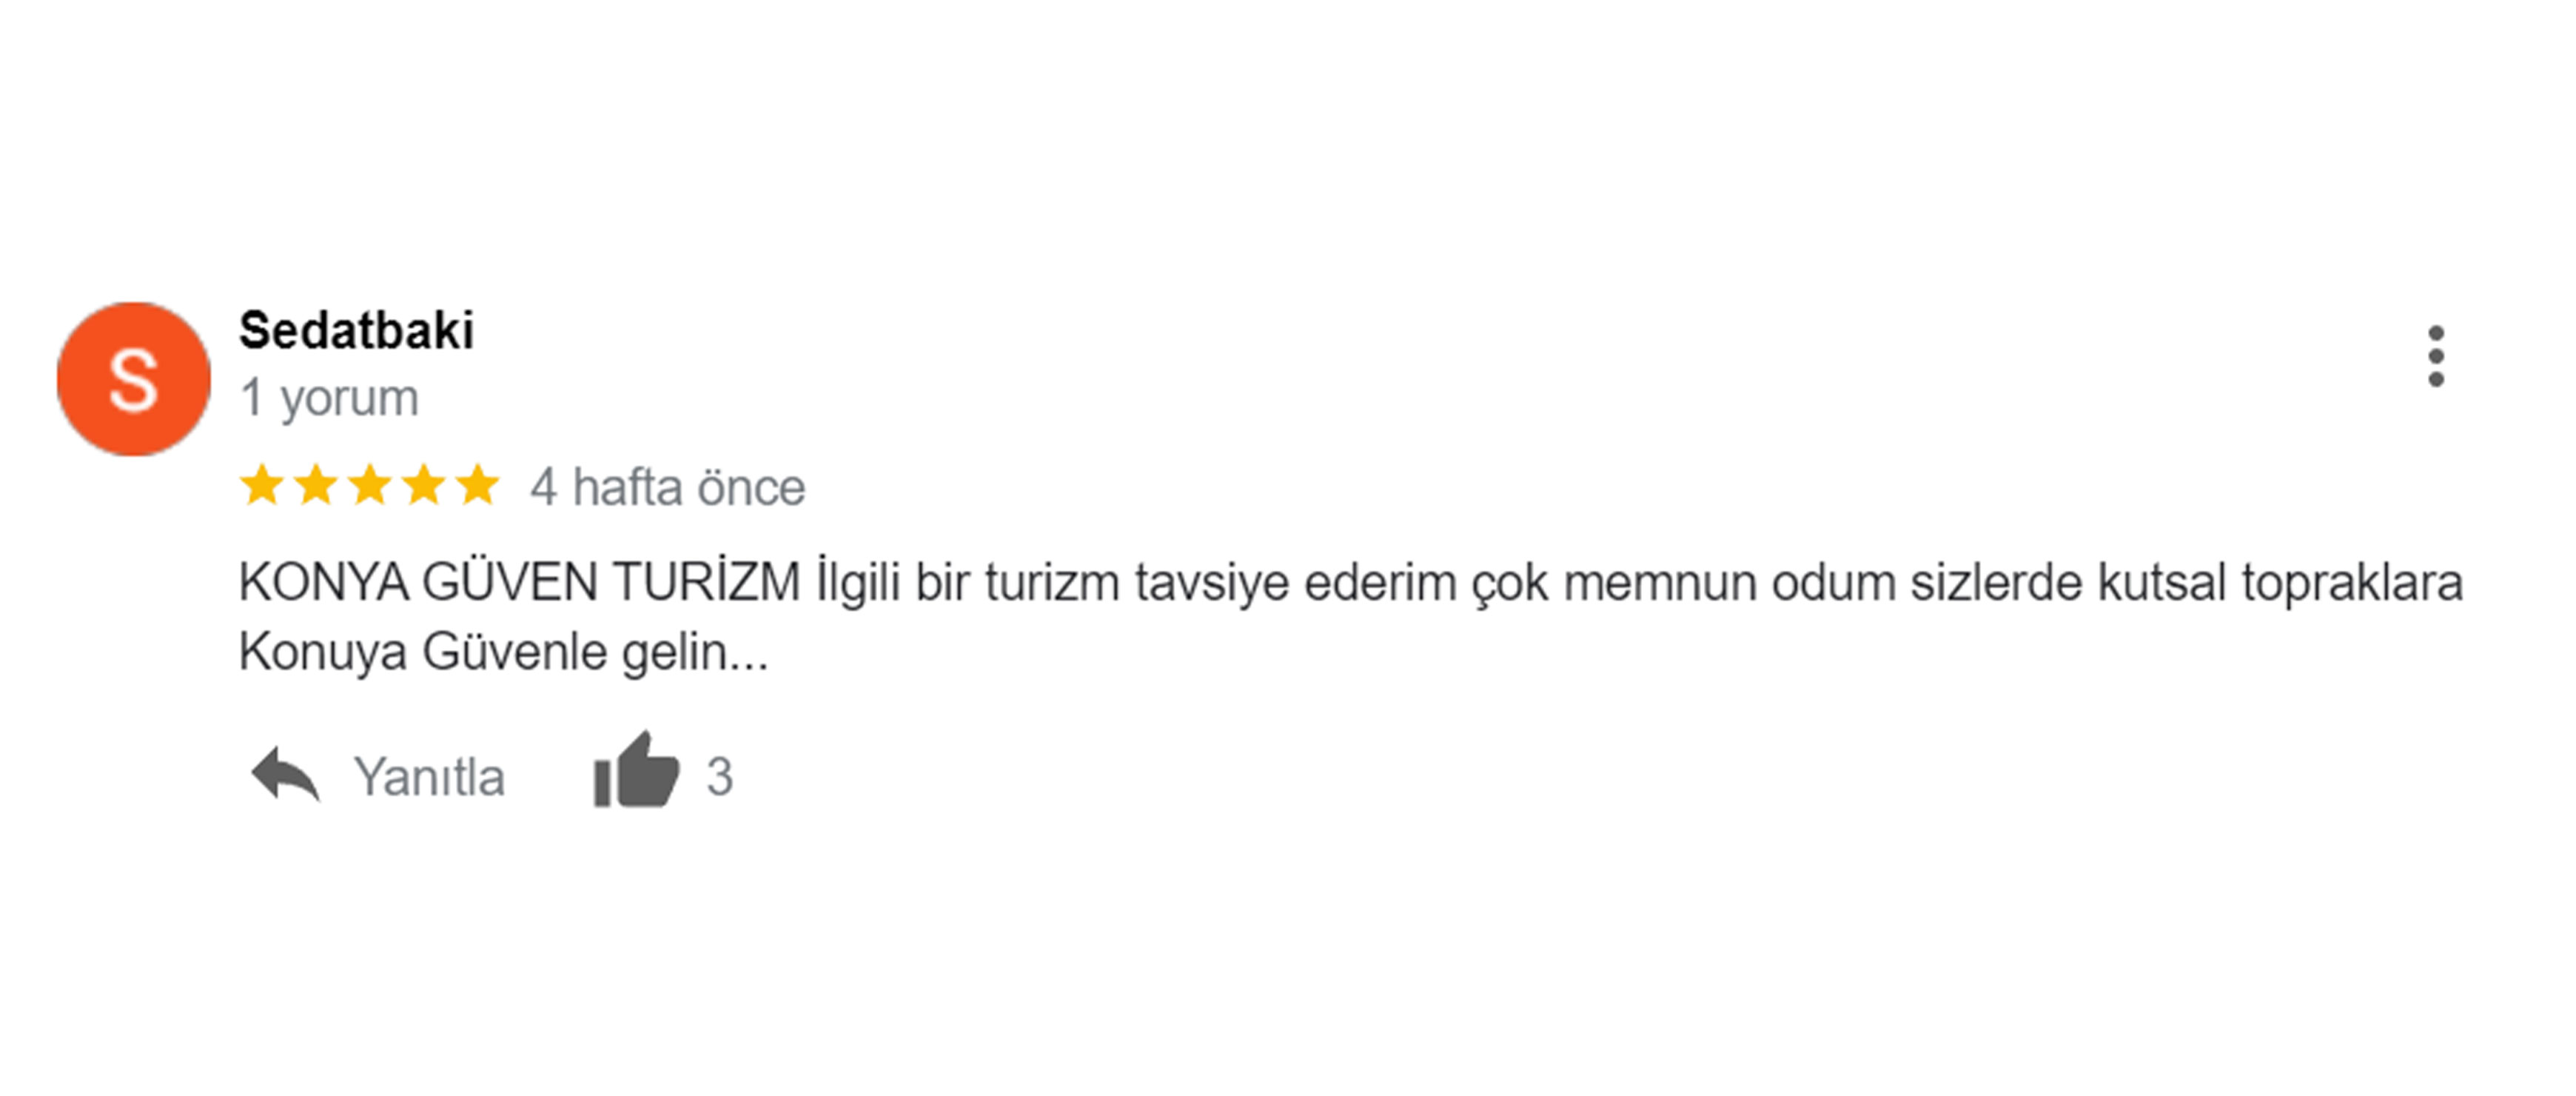 S
Sedatbaki
1 yorum
4 hafta önce
KONYA GÜVEN TURİZM İlgili bir turizm tavsiye ederim çok memnun odum sizlerde kutsal topraklara
Konuya Güvenle gelin...
Yanıtla 3